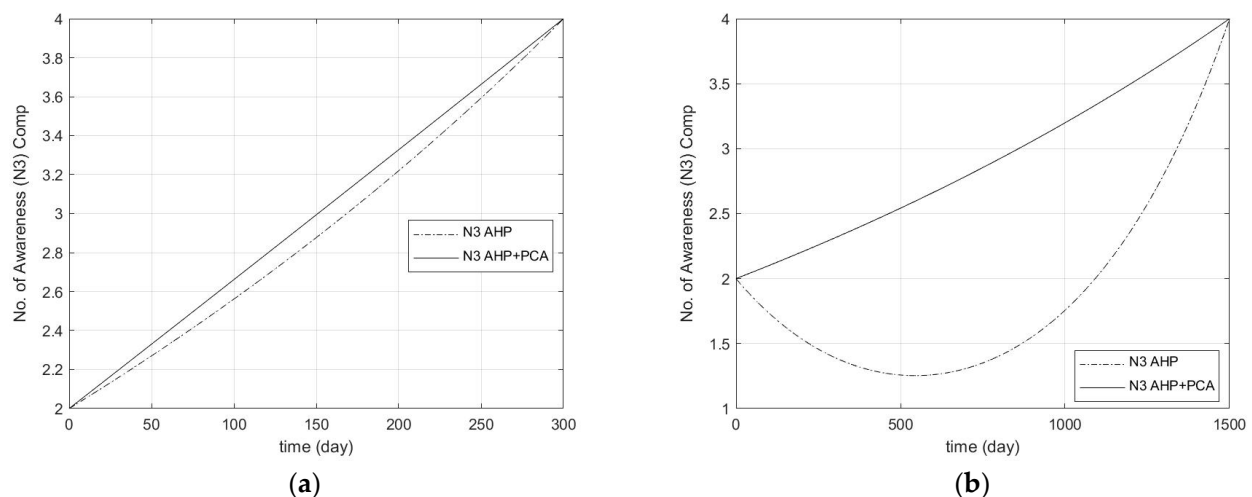 No. of Awareness (N3) Comp
4
3.8
3.6
3.4
3.2
3
2.8
2.6
2.4
2.2
2
0 50 100 150 200 250 300
time (day)
N3 AHP
N3 AHP+PCA
(a)
No. of Awareness (N3) Comp
4
3.5
3
2.5
2
1.5
1
0 500 1000 1500
time (day)
N3 AHP
N3 AHP+PCA
(b)